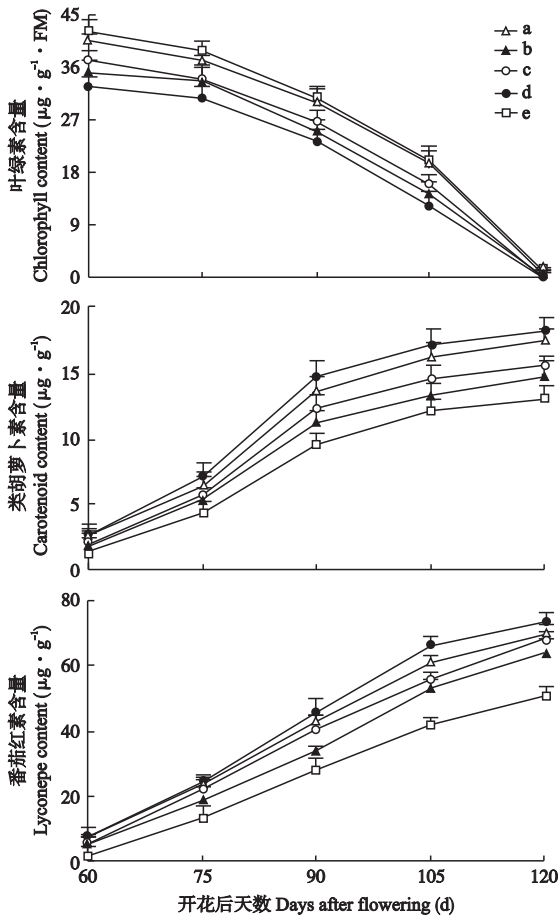 45
36
27
18
9
0
叶绿素含量
Chlorophyll content (μg·g⁻¹·FM)
a
b
c
d
e
20
15
10
5
0
类胡萝卜素含量
Carotenoid content (μg·g⁻¹)
80
60
40
20
0
番茄红素含量
Lyconepe content (μg·g⁻¹)
60 75 90 105 120
开花后天数 Days after flowering (d)